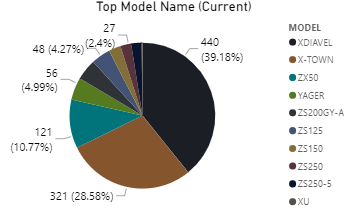 Top Model Name (Current)
27
(2.4%)
48 (4.27%)
56
(4.99%)
121
(10.77%)
321 (28.58%)
440
(39.18%)
MODEL
XDIAVEL
X-TOWN
ZX50
YAGER
ZS200GY-A
ZS125
ZS150
ZS250
ZS250-5
XU